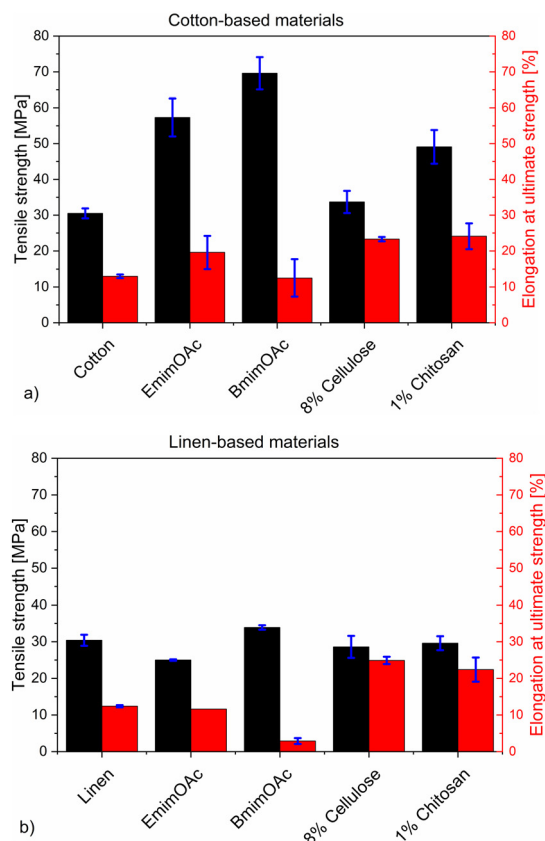 Cotton-based materials
80
70
60
50
40
30
20
10
0
Tensile strength [MPa]
80
70
60
50
40
30
20
10
0
Elongation at ultimate strength [%]
Cotton
EmimOAc
BmimOAc
8% Cellulose
1% Chitosan
a)
Linen-based materials
80
70
60
50
40
30
20
10
0
Tensile strength [MPa]
80
70
60
50
40
30
20
10
0
Elongation at ultimate strength [%]
Linen
EmimOAc
BmimOAc
8% Cellulose
1% Chitosan
b)